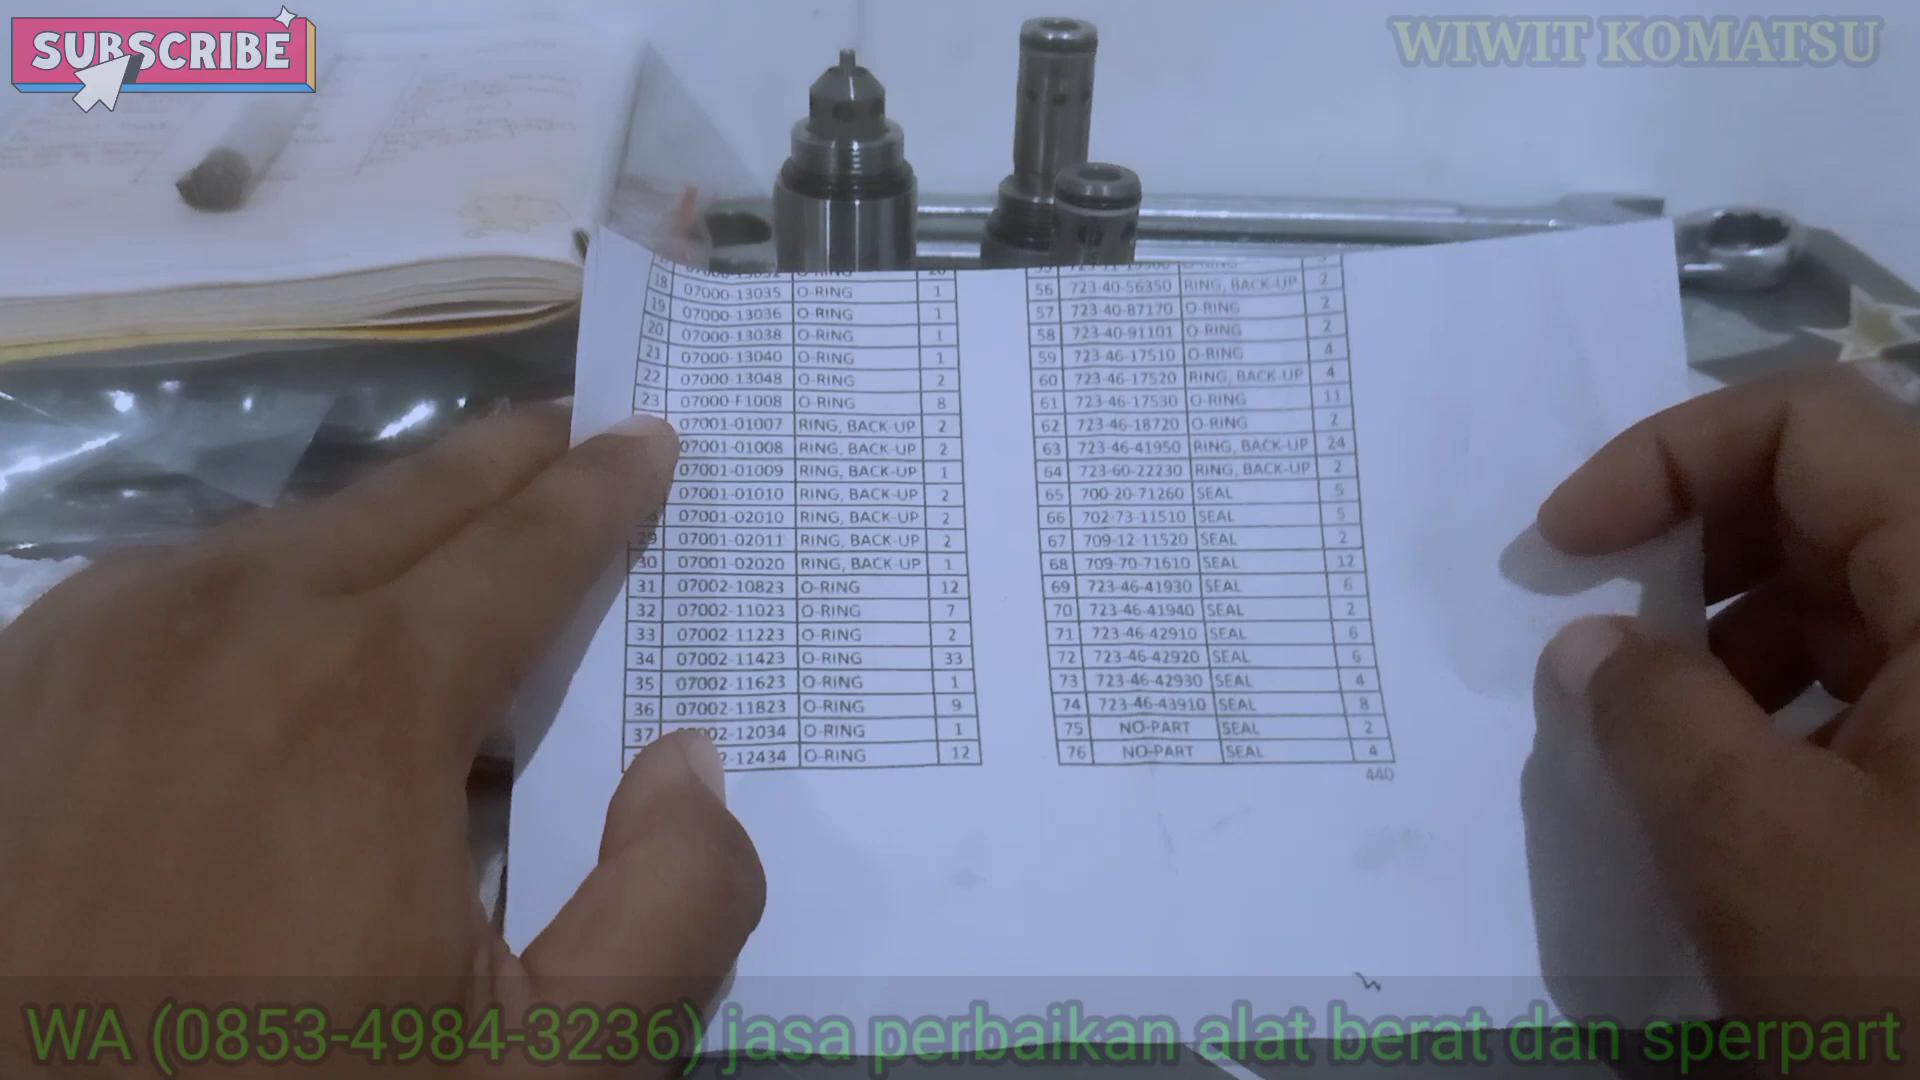 SUBSCRIBE
WIWIT KOMATSU
18 07000-13035 O-RING 1
19 07000-13036 O-RING 1
20 07000-13038 O-RING 1
21 07000-13040 O-RING 1
22 07000-13048 O-RING 2
23 07000-F1008 O-RING 8
07001-01007 RING, BACK-UP 2
07001-01008 RING, BACK-UP 2
07001-01009 RING, BACK-UP 1
07001-01010 RING, BACK-UP 2
07001-02010 RING, BACK-UP 2
29 07001-02011 RING, BACK-UP 2
30 07001-02020 RING, BACK-UP 1
31 07002-10823 O-RING 12
32 07002-11023 O-RING 7
33 07002-11223 O-RING 2
34 07002-11423 O-RING 33
35 07002-11623 O-RING 1
36 07002-11823 O-RING 9
37 02-12034 O-RING 1
2-12434 O-RING 12
56 723-40-56350 RING, BACK-UP 2
57 723-40-87170 O-RING 2
58 723-40-91101 O-RING 2
59 723-46-17510 O-RING 4
60 723-46-17520 RING, BACK-UP 4
61 723-46-17530 O-RING 11
62 723-46-18720 O-RING 2
63 723-46-41950 RING, BACK-UP 24
64 723-60-22230 RING, BACK-UP 2
65 700-20-71260 SEAL 5
66 702-73-11510 SEAL 5
67 709-12-11520 SEAL 2
68 709-70-71610 SEAL 12
69 723-46-41930 SEAL 6
70 723-46-41940 SEAL 2
71 723-46-42910 SEAL 6
72 723-46-42920 SEAL 6
73 723-46-42930 SEAL 4
74 723-46-43910 SEAL 8
75 NO-PART SEAL 2
76 NO-PART SEAL 4
440
WA (0853-4984-3236) jasa perbaikan alat berat dan sperpart